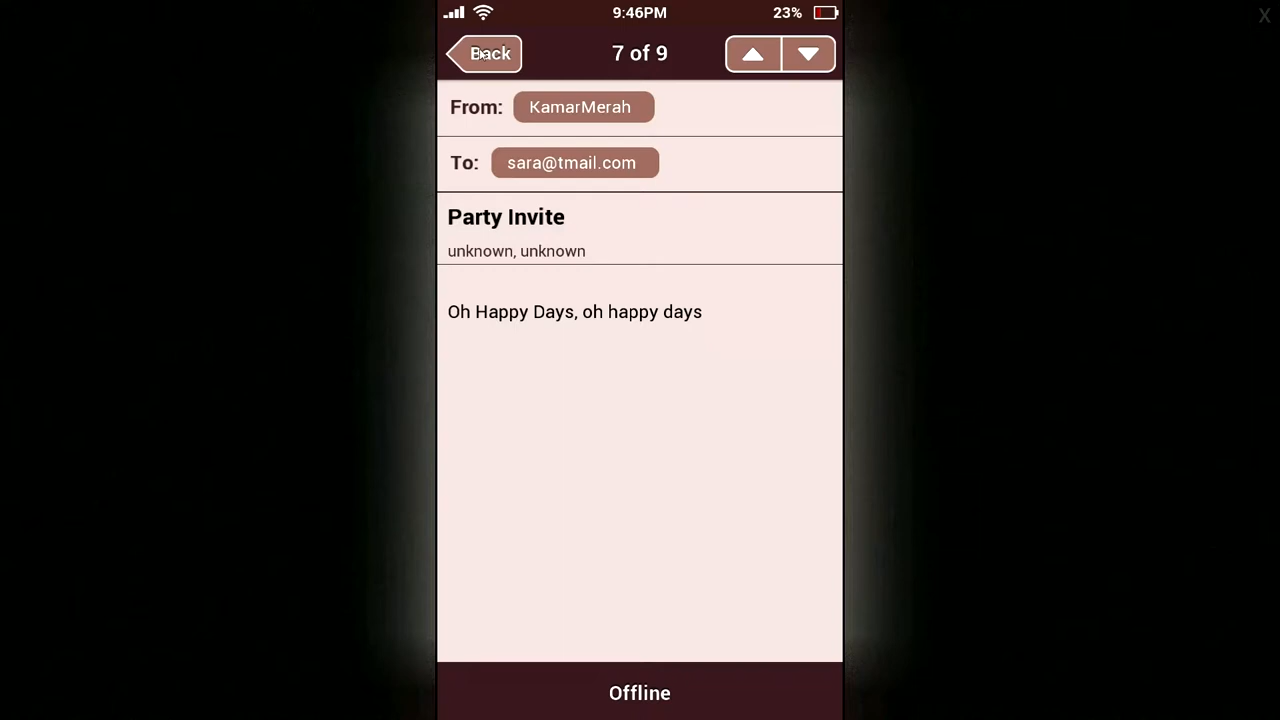 9:46PM 23%
X
Back 7 of 9
From: KamarMerah
To: sara@tmail.com
Party Invite
unknown, unknown
Oh Happy Days, oh happy days
Offline